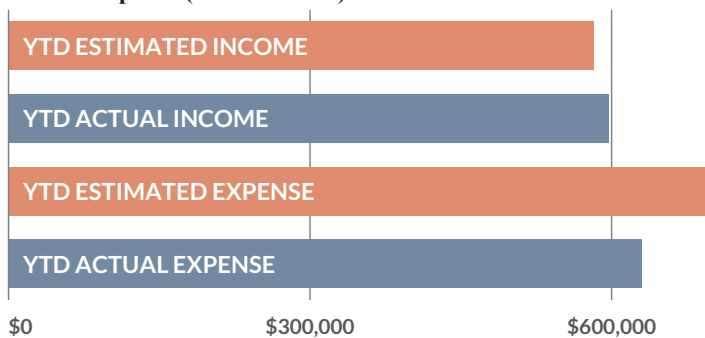 YTD ESTIMATED INCOME
YTD ACTUAL INCOME
YTD ESTIMATED EXPENSE
YTD ACTUAL EXPENSE
$0 $300,000 $600,000